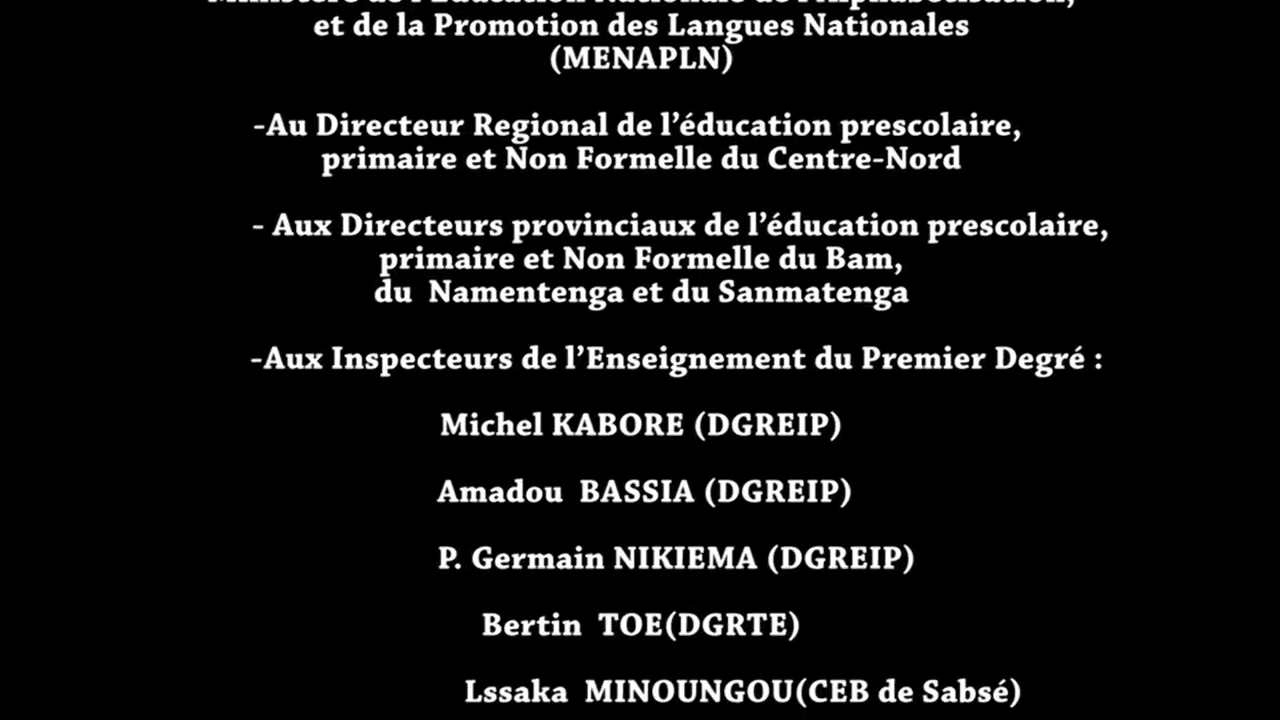 Ministère de l'Éducation Nationale de l'Alphabétisation,
et de la Promotion des Langues Nationales
(MENAPLN)
-Au Directeur Regional de l’éducation prescolaire,
primaire et Non Formelle du Centre-Nord
- Aux Directeurs provinciaux de l’éducation prescolaire,
primaire et Non Formelle du Bam,
du Namentenga et du Sanmatenga
-Aux Inspecteurs de l’Enseignement du Premier Degré :
Michel KABORE (DGREIP)
Amadou BASSIA (DGREIP)
P. Germain NIKIEMA (DGREIP)
Bertin TOE(DGRTE)
Lssaka MINOUNGOU(CEB de Sabsé)